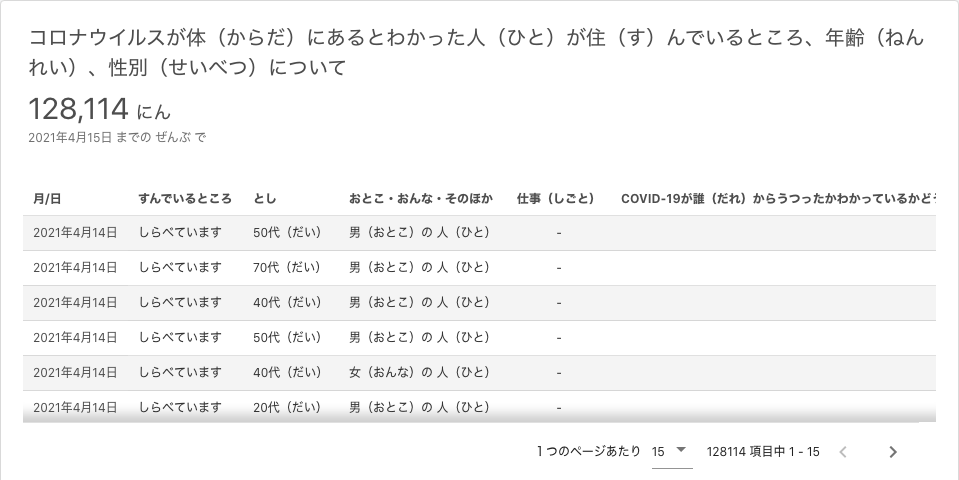 コロナウイルスが体（からだ）にあるとわかった人（ひと）が住（す）んでいるところ、年齢（ねん
れい）、性別（せいべつ）について
128,114 にん
2021年4月15日 までの ぜんぶ で
月/日 すんでいるところ とし おとこ・おんな・そのほか 仕事（しごと） COVID-19が誰（だれ）からうつったかわかっているかど
2021年4月14日 しらべています 50代（だい） 男（おとこ）の 人（ひと） -
2021年4月14日 しらべています 70代（だい） 男（おとこ）の 人（ひと） -
2021年4月14日 しらべています 40代（だい） 男（おとこ）の 人（ひと） -
2021年4月14日 しらべています 50代（だい） 男（おとこ）の 人（ひと） -
2021年4月14日 しらべています 40代（だい） 女（おんな）の 人（ひと） -
2021年4月14日 しらべています 20代（だい） 男（おとこ）の 人（ひと） -
1 つのページあたり 15 128114 項目中 1 - 15